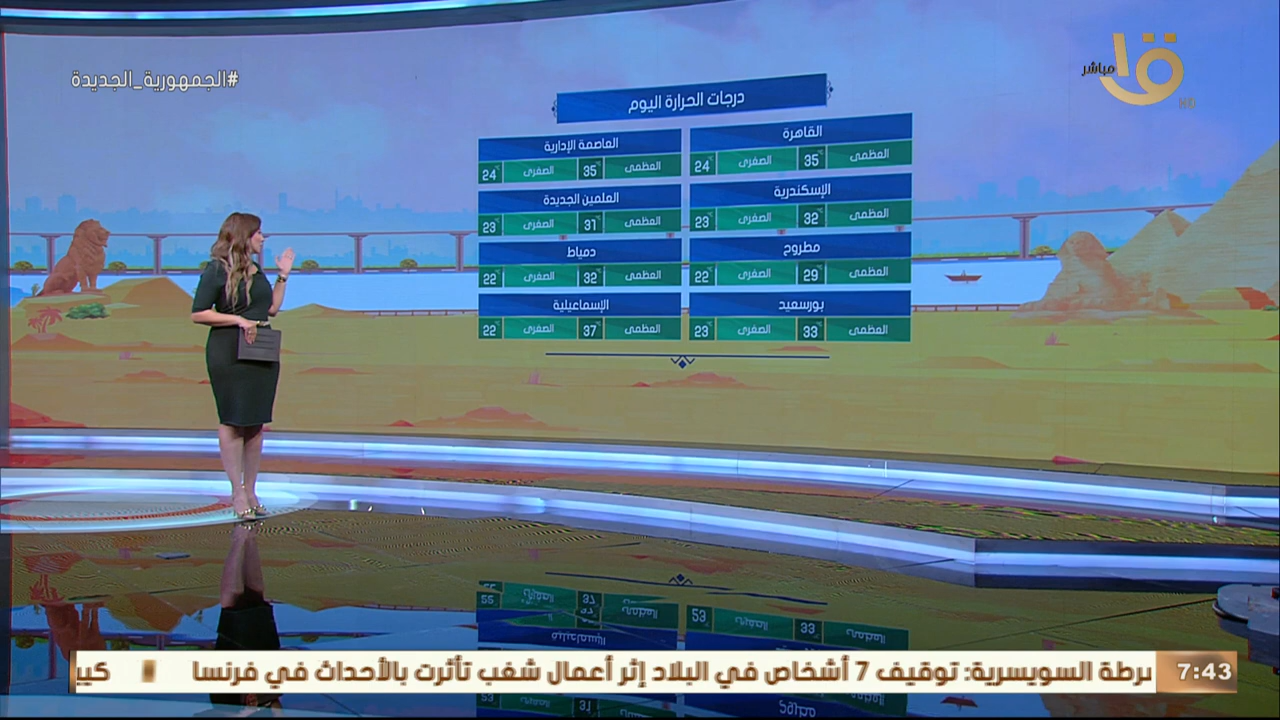 #الجمهورية_الجديدة
مباشر
HD
درجات الحرارة اليوم
القاهرة
العظمى 35 الصغرى 24
العاصمة الإدارية
العظمى 35 الصغرى 24
الإسكندرية
العظمى 32 الصغرى 23
العلمين الجديدة
العظمى 31 الصغرى 23
مطروح
العظمى 29 الصغرى 22
دمياط
العظمى 32 الصغرى 22
بورسعيد
العظمى 33 الصغرى 23
الإسماعيلية
العظمى 37 الصغرى 22
7:43
رطة السويسرية: توقيف 7 أشخاص في البلاد إثر أعمال شغب تأثرت بالأحداث في فرنسا